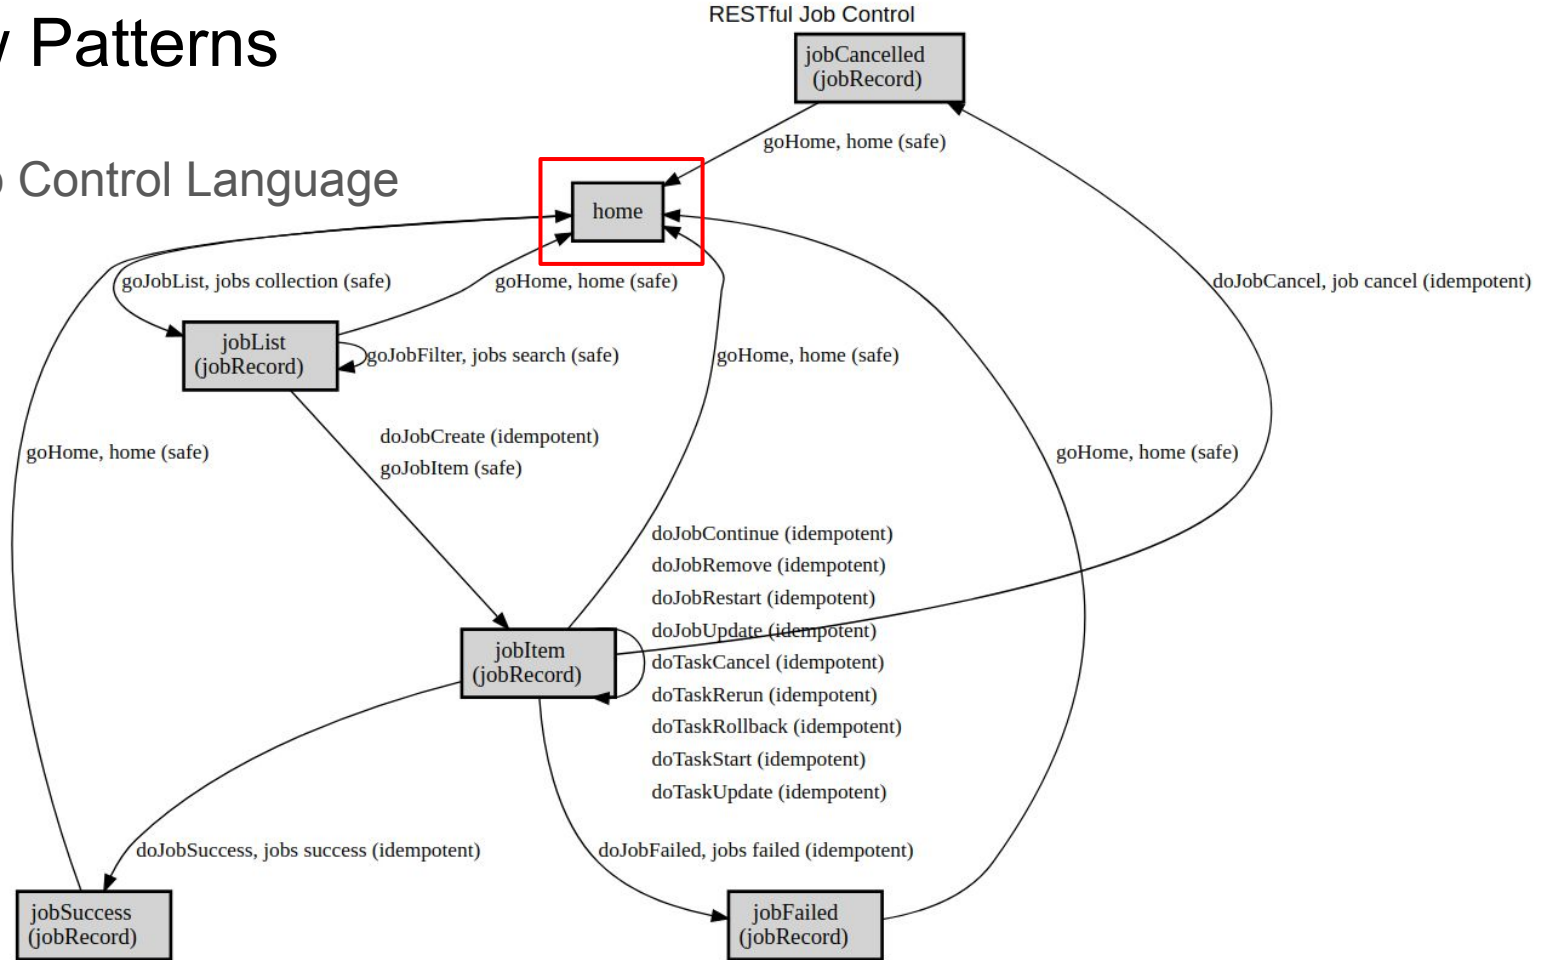 RESTful Job Control
Patterns
jobCancelled
(jobRecord)
goHome, home (safe)
Control Language
home
goJobList, jobs collection (safe)
goHome, home (safe)
doJobCancel, job cancel (idempotent)
jobList
(jobRecord)
goJobFilter, jobs search (safe)
goHome, home (safe)
doJobCreate (idempotent)
goJobItem (safe)
goHome, home (safe)
goHome, home (safe)
doJobContinue (idempotent)
doJobRemove (idempotent)
doJobRestart (idempotent)
doJobUpdate (idempotent)
jobItem
(jobRecord)
doTaskCancel (idempotent)
doTaskRerun (idempotent)
doTaskRollback (idempotent)
doTaskStart (idempotent)
doTaskUpdate (idempotent)
doJobSuccess, jobs success (idempotent)
doJobFailed, jobs failed (idempotent)
jobSuccess
(jobRecord)
jobFailed
(jobRecord)